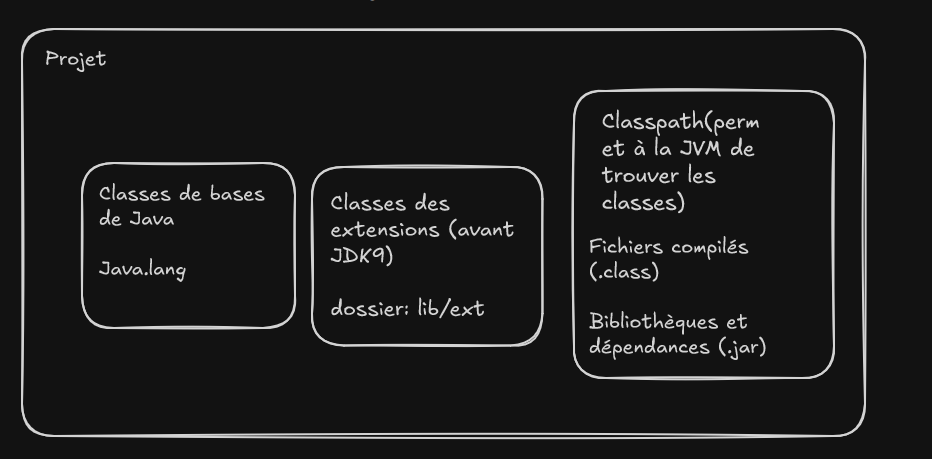 Projet
Classes de bases
de Java
Java.lang
Classes des
extensions (avant
JDK9)
dossier: lib/ext
Classpath(perm
et à la JVM de
trouver les
classes)
Fichiers compilés
(.class)
Bibliothèques et
dépendances (.jar)